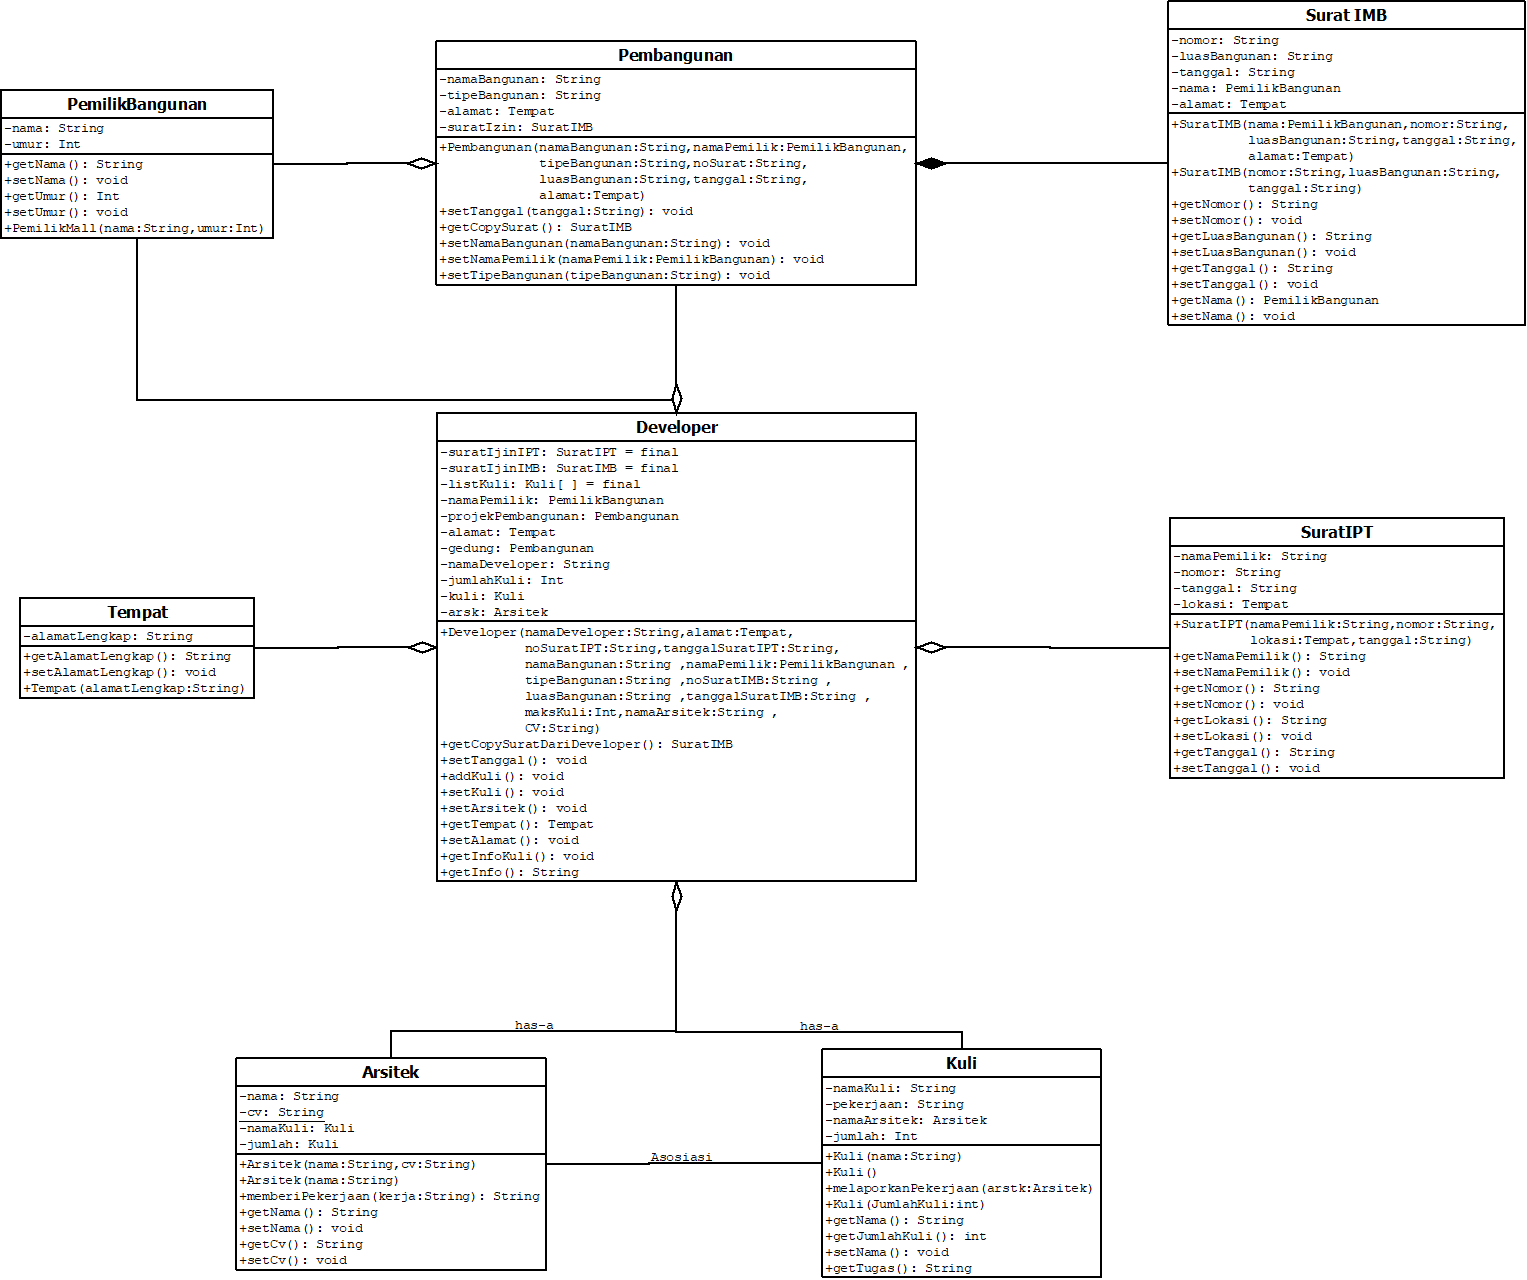 PemilikBangunan
-nama: String
-umur: Int
+getNama(): String
+setNama(): void
+getUmur(): Int
+setUmur(): void
+PemilikMall(nama:String,umur:Int)
Pembangunan
-namaBangunan: String
-tipeBangunan: String
-alamat: Tempat
-suratIzin: SuratIMB
+Pembangunan(namaBangunan:String,namaPemilik:PemilikBangunan,
tipeBangunan:String,noSurat:String,
luasBangunan:String,tanggal:String,
alamat:Tempat)
+setTanggal(tanggal:String): void
+getCopySurat(): SuratIMB
+setNamaBangunan(namaBangunan:String): void
+setNamaPemilik(namaPemilik:PemilikBangunan): void
+setTipeBangunan(tipeBangunan:String): void
Surat IMB
-nomor: String
-luasBangunan: String
-tanggal: String
-nama: PemilikBangunan
-alamat: Tempat
+SuratIMB(nama:PemilikBangunan,nomor:String,
luasBangunan:String,tanggal:String,
alamat:Tempat)
+SuratIMB(nomor:String,luasBangunan:String,
tanggal:String)
+getNomor(): String
+setNomor(): void
+getLuasBangunan(): String
+setLuasBangunan(): void
+getTanggal(): String
+setTanggal(): void
+getNama(): PemilikBangunan
+setNama(): void
Developer
-suratIjinIPT: SuratIPT = final
-suratIjinIMB: SuratIMB = final
-listKuli: Kuli[ ] = final
-namaPemilik: PemilikBangunan
-projekPembangunan: Pembangunan
-alamat: Tempat
-gedung: Pembangunan
-namaDeveloper: String
-jumlahKuli: Int
-kuli: Kuli
-arsk: Arsitek
+Developer(namaDeveloper:String,alamat:Tempat,
noSuratIPT:String,tanggalSuratIPT:String,
namaBangunan:String ,namaPemilik:PemilikBangunan ,
tipeBangunan:String ,noSuratIMB:String ,
luasBangunan:String ,tanggalSuratIMB:String ,
maksKuli:Int,namaArsitek:String ,
CV:String)
+getCopySuratDariDeveloper(): SuratIMB
+setTanggal(): void
+addKuli(): void
+setKuli(): void
+setArsitek(): void
+getTempat(): Tempat
+setAlamat(): void
+getInfoKuli(): void
+getInfo(): String
Tempat
-alamatLengkap: String
+getAlamatLengkap(): String
+setAlamatLengkap(): void
+Tempat(alamatLengkap:String)
SuratIPT
-namaPemilik: String
-nomor: String
-tanggal: String
-lokasi: Tempat
+SuratIPT(namaPemilik:String,nomor:String,
lokasi:Tempat,tanggal:String)
+getNamaPemilik(): String
+setNamaPemilik(): void
+getNomor(): String
+setNomor(): void
+getLokasi(): String
+setLokasi(): void
+getTanggal(): String
+setTanggal(): void
has-a
has-a
Arsitek
-nama: String
-cv: String
-namaKuli: Kuli
-jumlah: Kuli
+Arsitek(nama:String,cv:String)
+Arsitek(nama:String)
+memberiPekerjaan(kerja:String): String
+getNama(): String
+setNama(): void
+getCv(): String
+setCv(): void
Asosiasi
Kuli
-namaKuli: String
-pekerjaan: String
-namaArsitek: Arsitek
-jumlah: Int
+Kuli(nama:String)
+Kuli()
+melaporkanPekerjaan(arstk:Arsitek)
+Kuli(JumlahKuli:int)
+getNama(): String
+getJumlahKuli(): int
+setNama(): void
+getTugas(): String